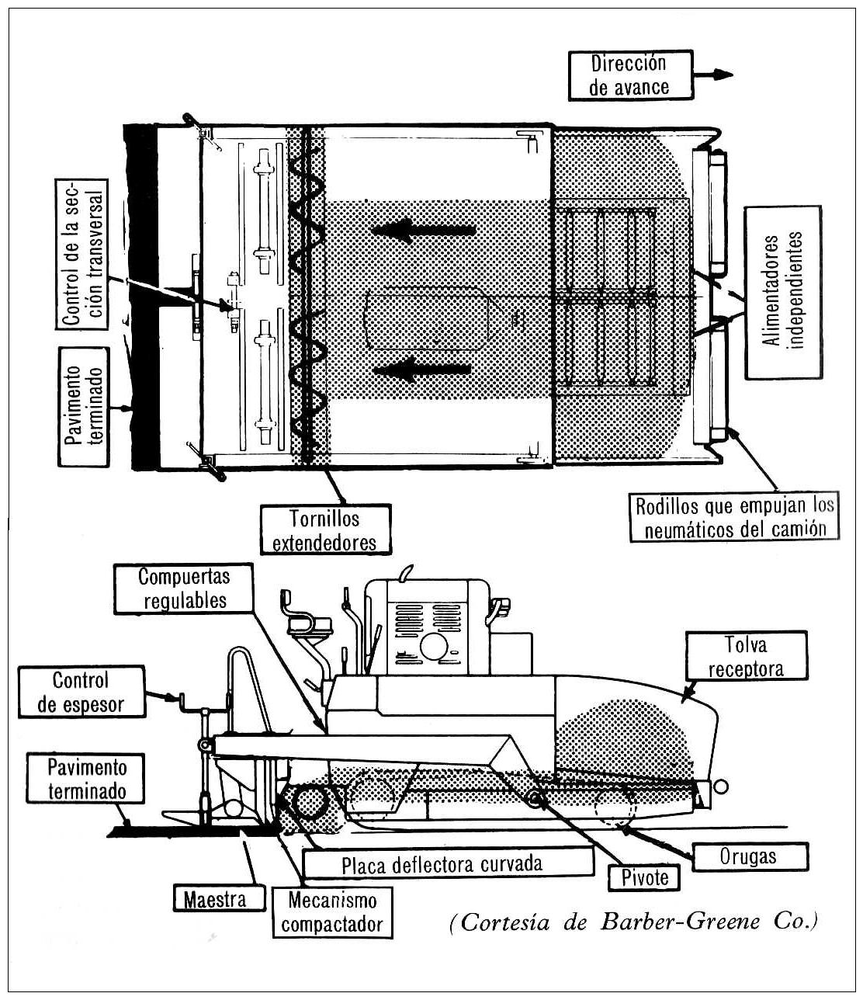 Dirección
de avance
Control de la sec-
ción transversal
Alimentadores
independientes
Pavimento
terminado
Tornillos
extendedores
Rodillos que empujan los
neumáticos del camión
Compuertas
regulables
Tolva
receptora
Control
de espesor
Pavimento
terminado
Placa deflectora curvada
Orugas
Pivote
Maestra
Mecanismo
compactador
(Cortesía de Barber-Greene Co.)